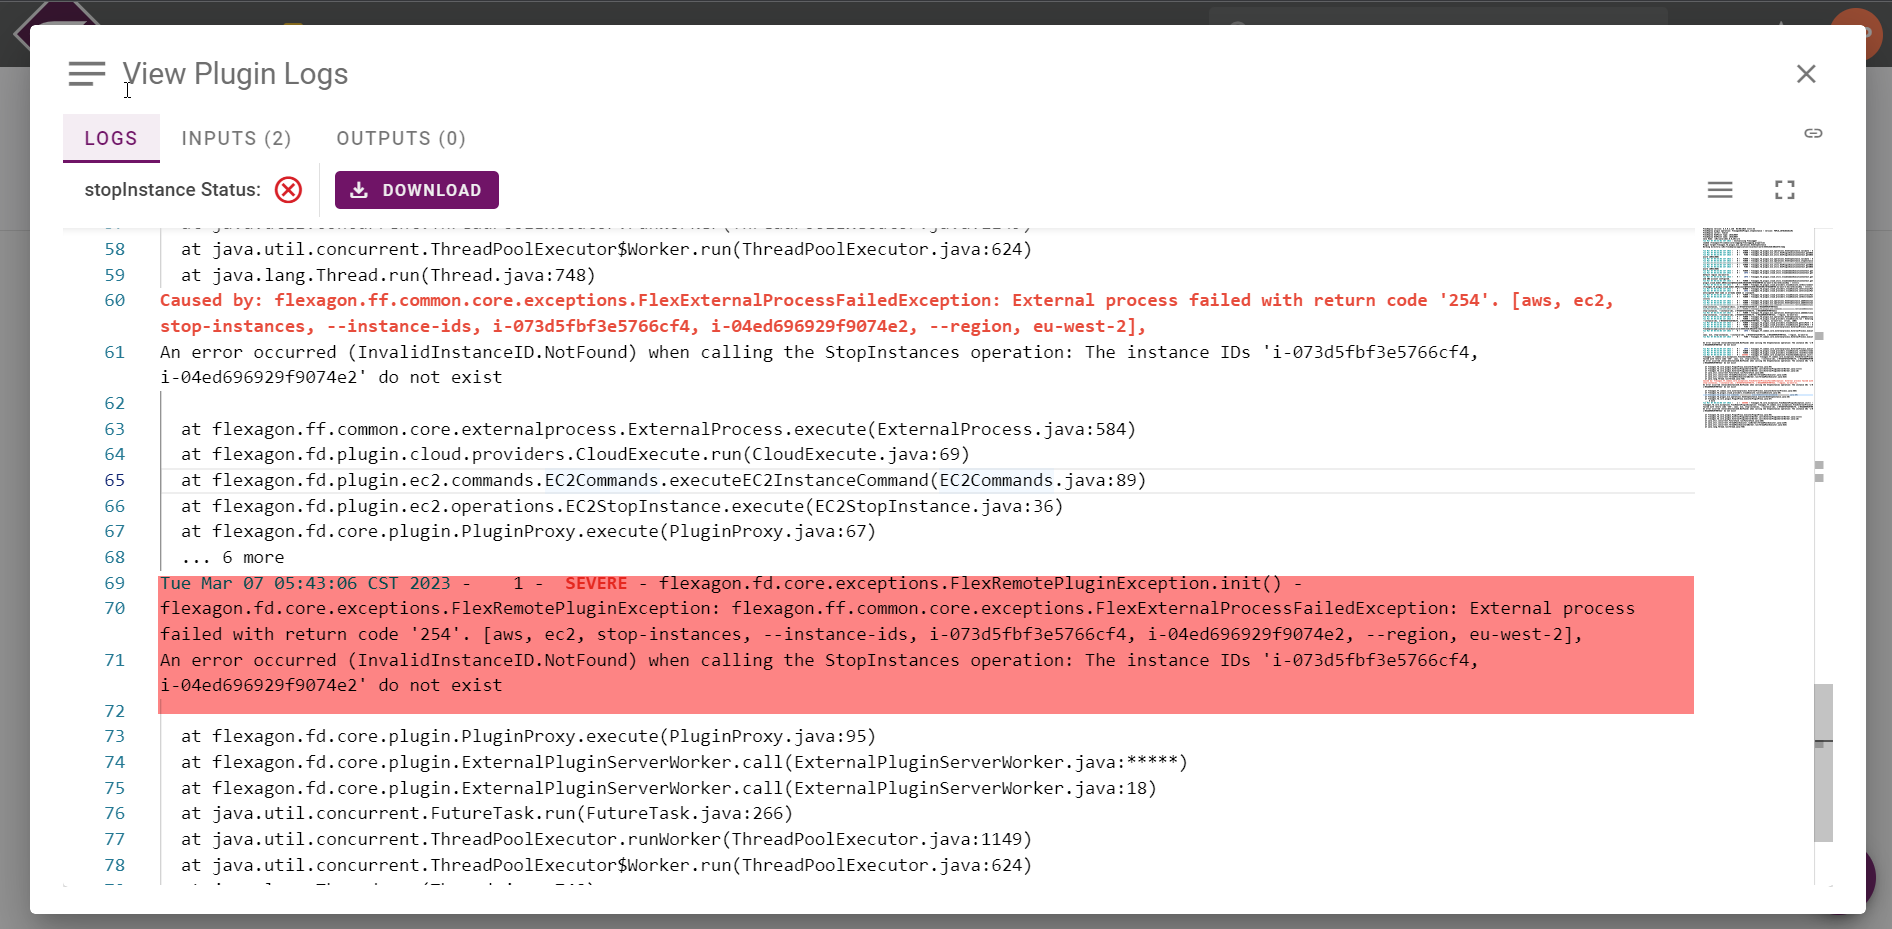 View Plugin Logs
LOGS INPUTS (2) OUTPUTS (0)
stopInstance Status: DOWNLOAD
58 at java.util.concurrent.ThreadPoolExecutor$Worker.run(ThreadPoolExecutor.java:624)
59 at java.lang.Thread.run(Thread.java:748)
60 Caused by: flexagon.ff.common.core.exceptions.FlexExternalProcessFailedException: External process failed with return code '254'. [aws, ec2,
stop-instances, --instance-ids, i-073d5fbf3e5766cf4, i-04ed696929f9074e2, --region, eu-west-2],
61 An error occurred (InvalidInstanceID.NotFound) when calling the StopInstances operation: The instance IDs 'i-073d5fbf3e5766cf4,
i-04ed696929f9074e2' do not exist
62
63 at flexagon.ff.common.core.externalprocess.ExternalProcess.execute(ExternalProcess.java:584)
64 at flexagon.fd.plugin.cloud.providers.CloudExecute.run(CloudExecute.java:69)
65 at flexagon.fd.plugin.ec2.commands.EC2Commands.executeEC2InstanceCommand(EC2Commands.java:89)
66 at flexagon.fd.plugin.ec2.operations.EC2StopInstance.execute(EC2StopInstance.java:36)
67 at flexagon.fd.core.plugin.PluginProxy.execute(PluginProxy.java:67)
68 ... 6 more
69 Tue Mar 07 05:43:06 CST 2023 - 1 - SEVERE - flexagon.fd.core.exceptions.FlexRemotePluginException.init() -
70 flexagon.fd.core.exceptions.FlexRemotePluginException: flexagon.ff.common.core.exceptions.FlexExternalProcessFailedException: External process
failed with return code '254'. [aws, ec2, stop-instances, --instance-ids, i-073d5fbf3e5766cf4, i-04ed696929f9074e2, --region, eu-west-2],
71 An error occurred (InvalidInstanceID.NotFound) when calling the StopInstances operation: The instance IDs 'i-073d5fbf3e5766cf4,
i-04ed696929f9074e2' do not exist
72
73 at flexagon.fd.core.plugin.PluginProxy.execute(PluginProxy.java:95)
74 at flexagon.fd.core.plugin.ExternalPluginServerWorker.call(ExternalPluginServerWorker.java:*****)
75 at flexagon.fd.core.plugin.ExternalPluginServerWorker.call(ExternalPluginServerWorker.java:18)
76 at java.util.concurrent.FutureTask.run(FutureTask.java:266)
77 at java.util.concurrent.ThreadPoolExecutor.runWorker(ThreadPoolExecutor.java:1149)
78 at java.util.concurrent.ThreadPoolExecutor$Worker.run(ThreadPoolExecutor.java:624)